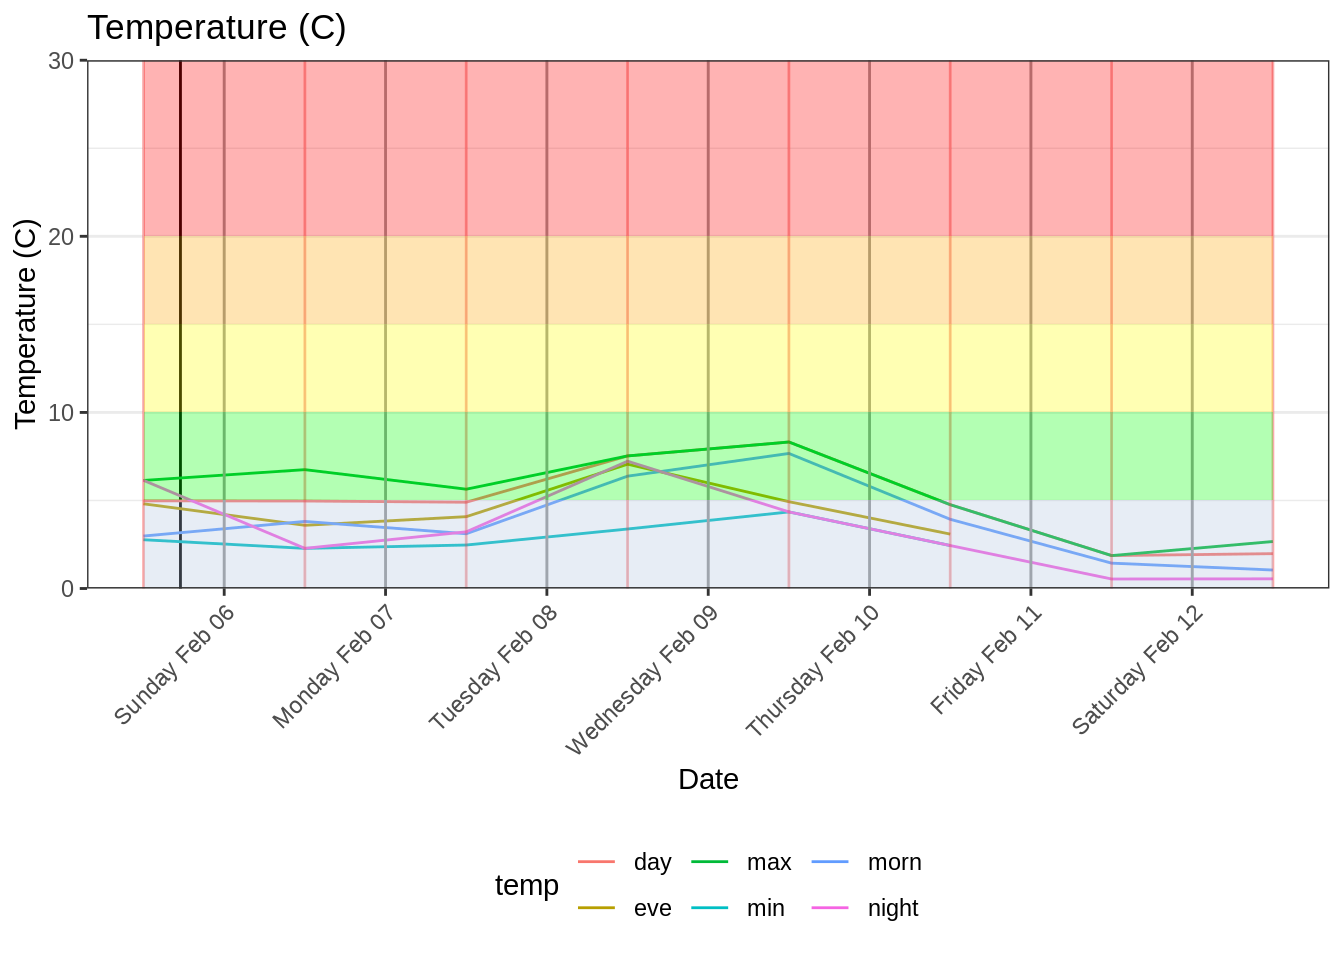 Temperature (C)
30
20
10
0
Temperature (C)
Sunday Feb 06
Monday Feb 07
Tuesday Feb 08
Wednesday Feb 09
Thursday Feb 10
Friday Feb 11
Saturday Feb 12
Date
temp
day max morn
eve min night